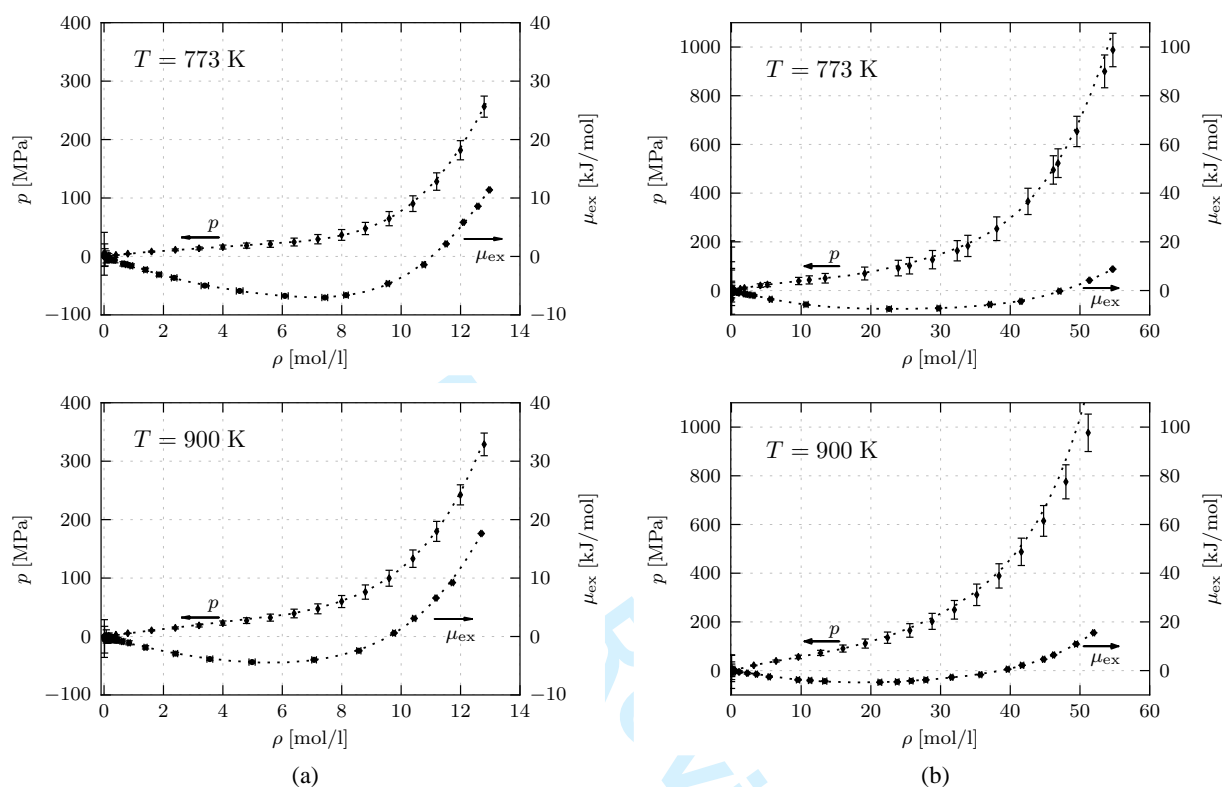 400
300
200
100
0
−100
40
30
20
10
0
−10
T = 773 K
p
μex
p [MPa]
μex [kJ/mol]
0 2 4 6 8 10 12 14
ρ [mol/l]
1000
800
600
400
200
0
100
80
60
40
20
0
T = 773 K
p
μex
p [MPa]
μex [kJ/mol]
0 10 20 30 40 50 60
ρ [mol/l]
400
300
200
100
0
−100
40
30
20
10
0
−10
T = 900 K
p
μex
p [MPa]
μex [kJ/mol]
0 2 4 6 8 10 12 14
ρ [mol/l]
(a)
1000
800
600
400
200
0
100
80
60
40
20
0
T = 900 K
p
μex
p [MPa]
μex [kJ/mol]
0 10 20 30 40 50 60
ρ [mol/l]
(b)